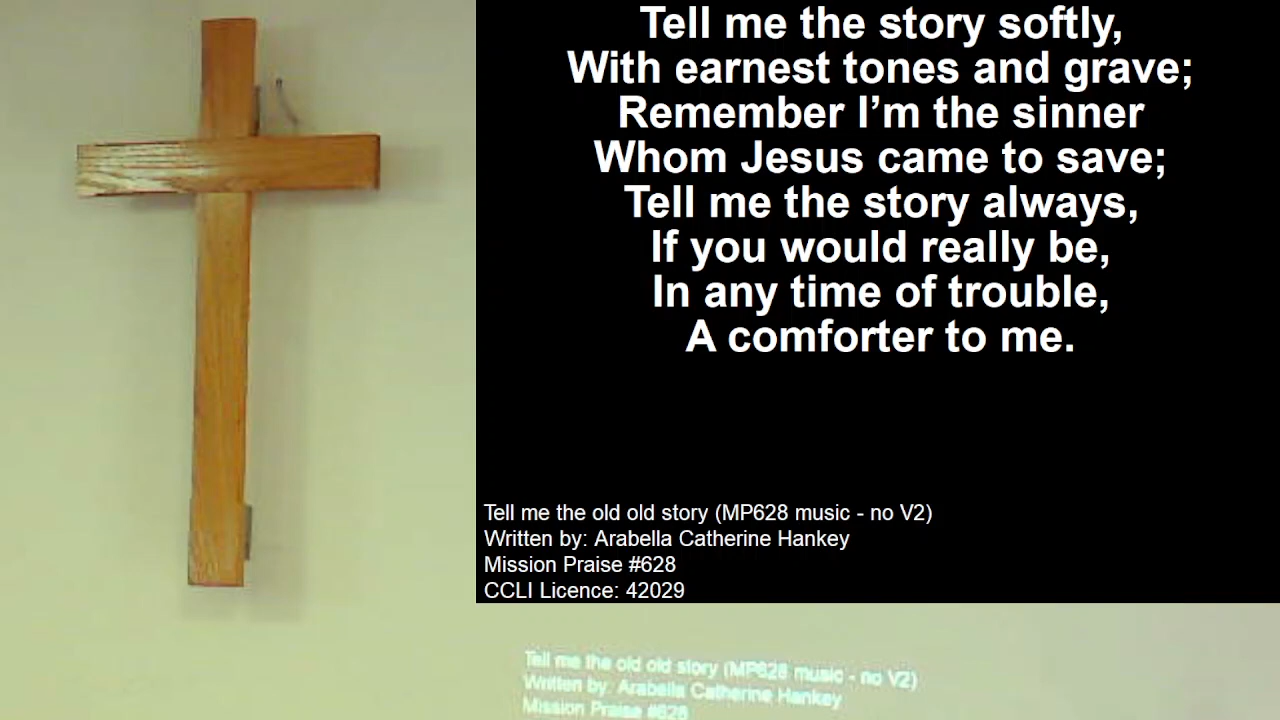 Tell me the story softly,
With earnest tones and grave;
Remember I’m the sinner
Whom Jesus came to save;
Tell me the story always,
If you would really be,
In any time of trouble,
A comforter to me.
Tell me the old old story (MP628 music - no V2)
Written by: Arabella Catherine Hankey
Mission Praise #628
CCLI Licence: 42029
Tell me the old old story (MP628 music - no V2)
Written by: Arabella Catherine Hankey
Mission Praise #628